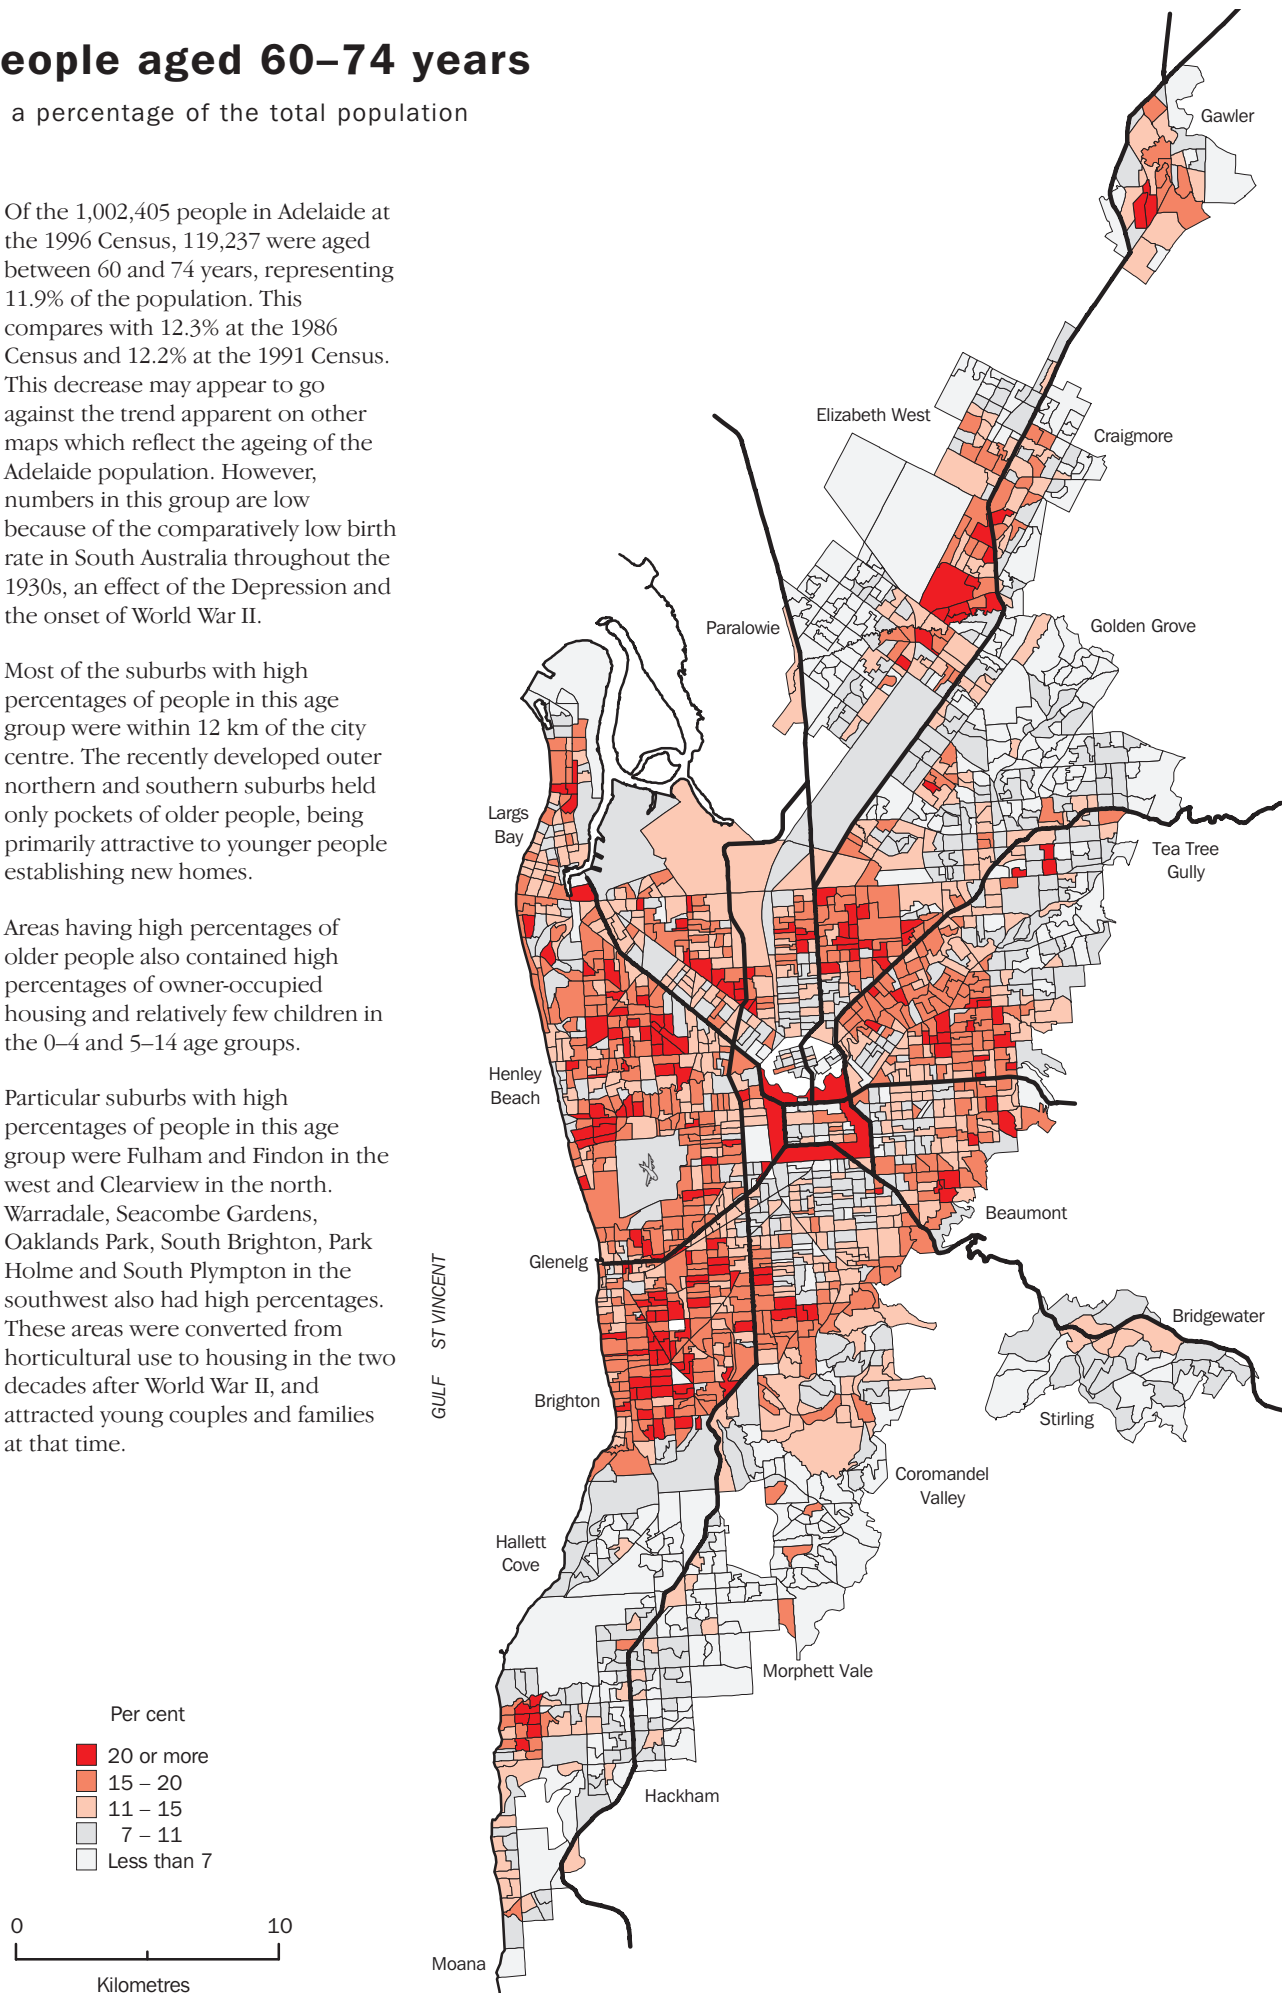 eople aged 60–74 years
a percentage of the total population
Of the 1,002,405 people in Adelaide at
the 1996 Census, 119,237 were aged
between 60 and 74 years, representing
11.9% of the population. This
compares with 12.3% at the 1986
Census and 12.2% at the 1991 Census.
This decrease may appear to go
against the trend apparent on other
maps which reflect the ageing of the
Adelaide population. However,
numbers in this group are low
because of the comparatively low birth
rate in South Australia throughout the
1930s, an effect of the Depression and
the onset of World War II.
Most of the suburbs with high
percentages of people in this age
group were within 12 km of the city
centre. The recently developed outer
northern and southern suburbs held
only pockets of older people, being
primarily attractive to younger people
establishing new homes.
Areas having high percentages of
older people also contained high
percentages of owner-occupied
housing and relatively few children in
the 0–4 and 5–14 age groups.
Particular suburbs with high
percentages of people in this age
group were Fulham and Findon in the
west and Clearview in the north.
Warradale, Seacombe Gardens,
Oaklands Park, South Brighton, Park
Holme and South Plympton in the
southwest also had high percentages.
These areas were converted from
horticultural use to housing in the two
decades after World War II, and
attracted young couples and families
at that time.
Gawler
Elizabeth West
Craigmore
Paralowie
Golden Grove
Largs
Bay
Tea Tree
Gully
Henley
Beach
Beaumont
Glenelg
GULF ST VINCENT
Bridgewater
Brighton
Stirling
Coromandel
Valley
Hallett
Cove
Morphett Vale
Hackham
Moana
Per cent
20 or more
15 – 20
11 – 15
7 – 11
Less than 7
0 10
Kilometres